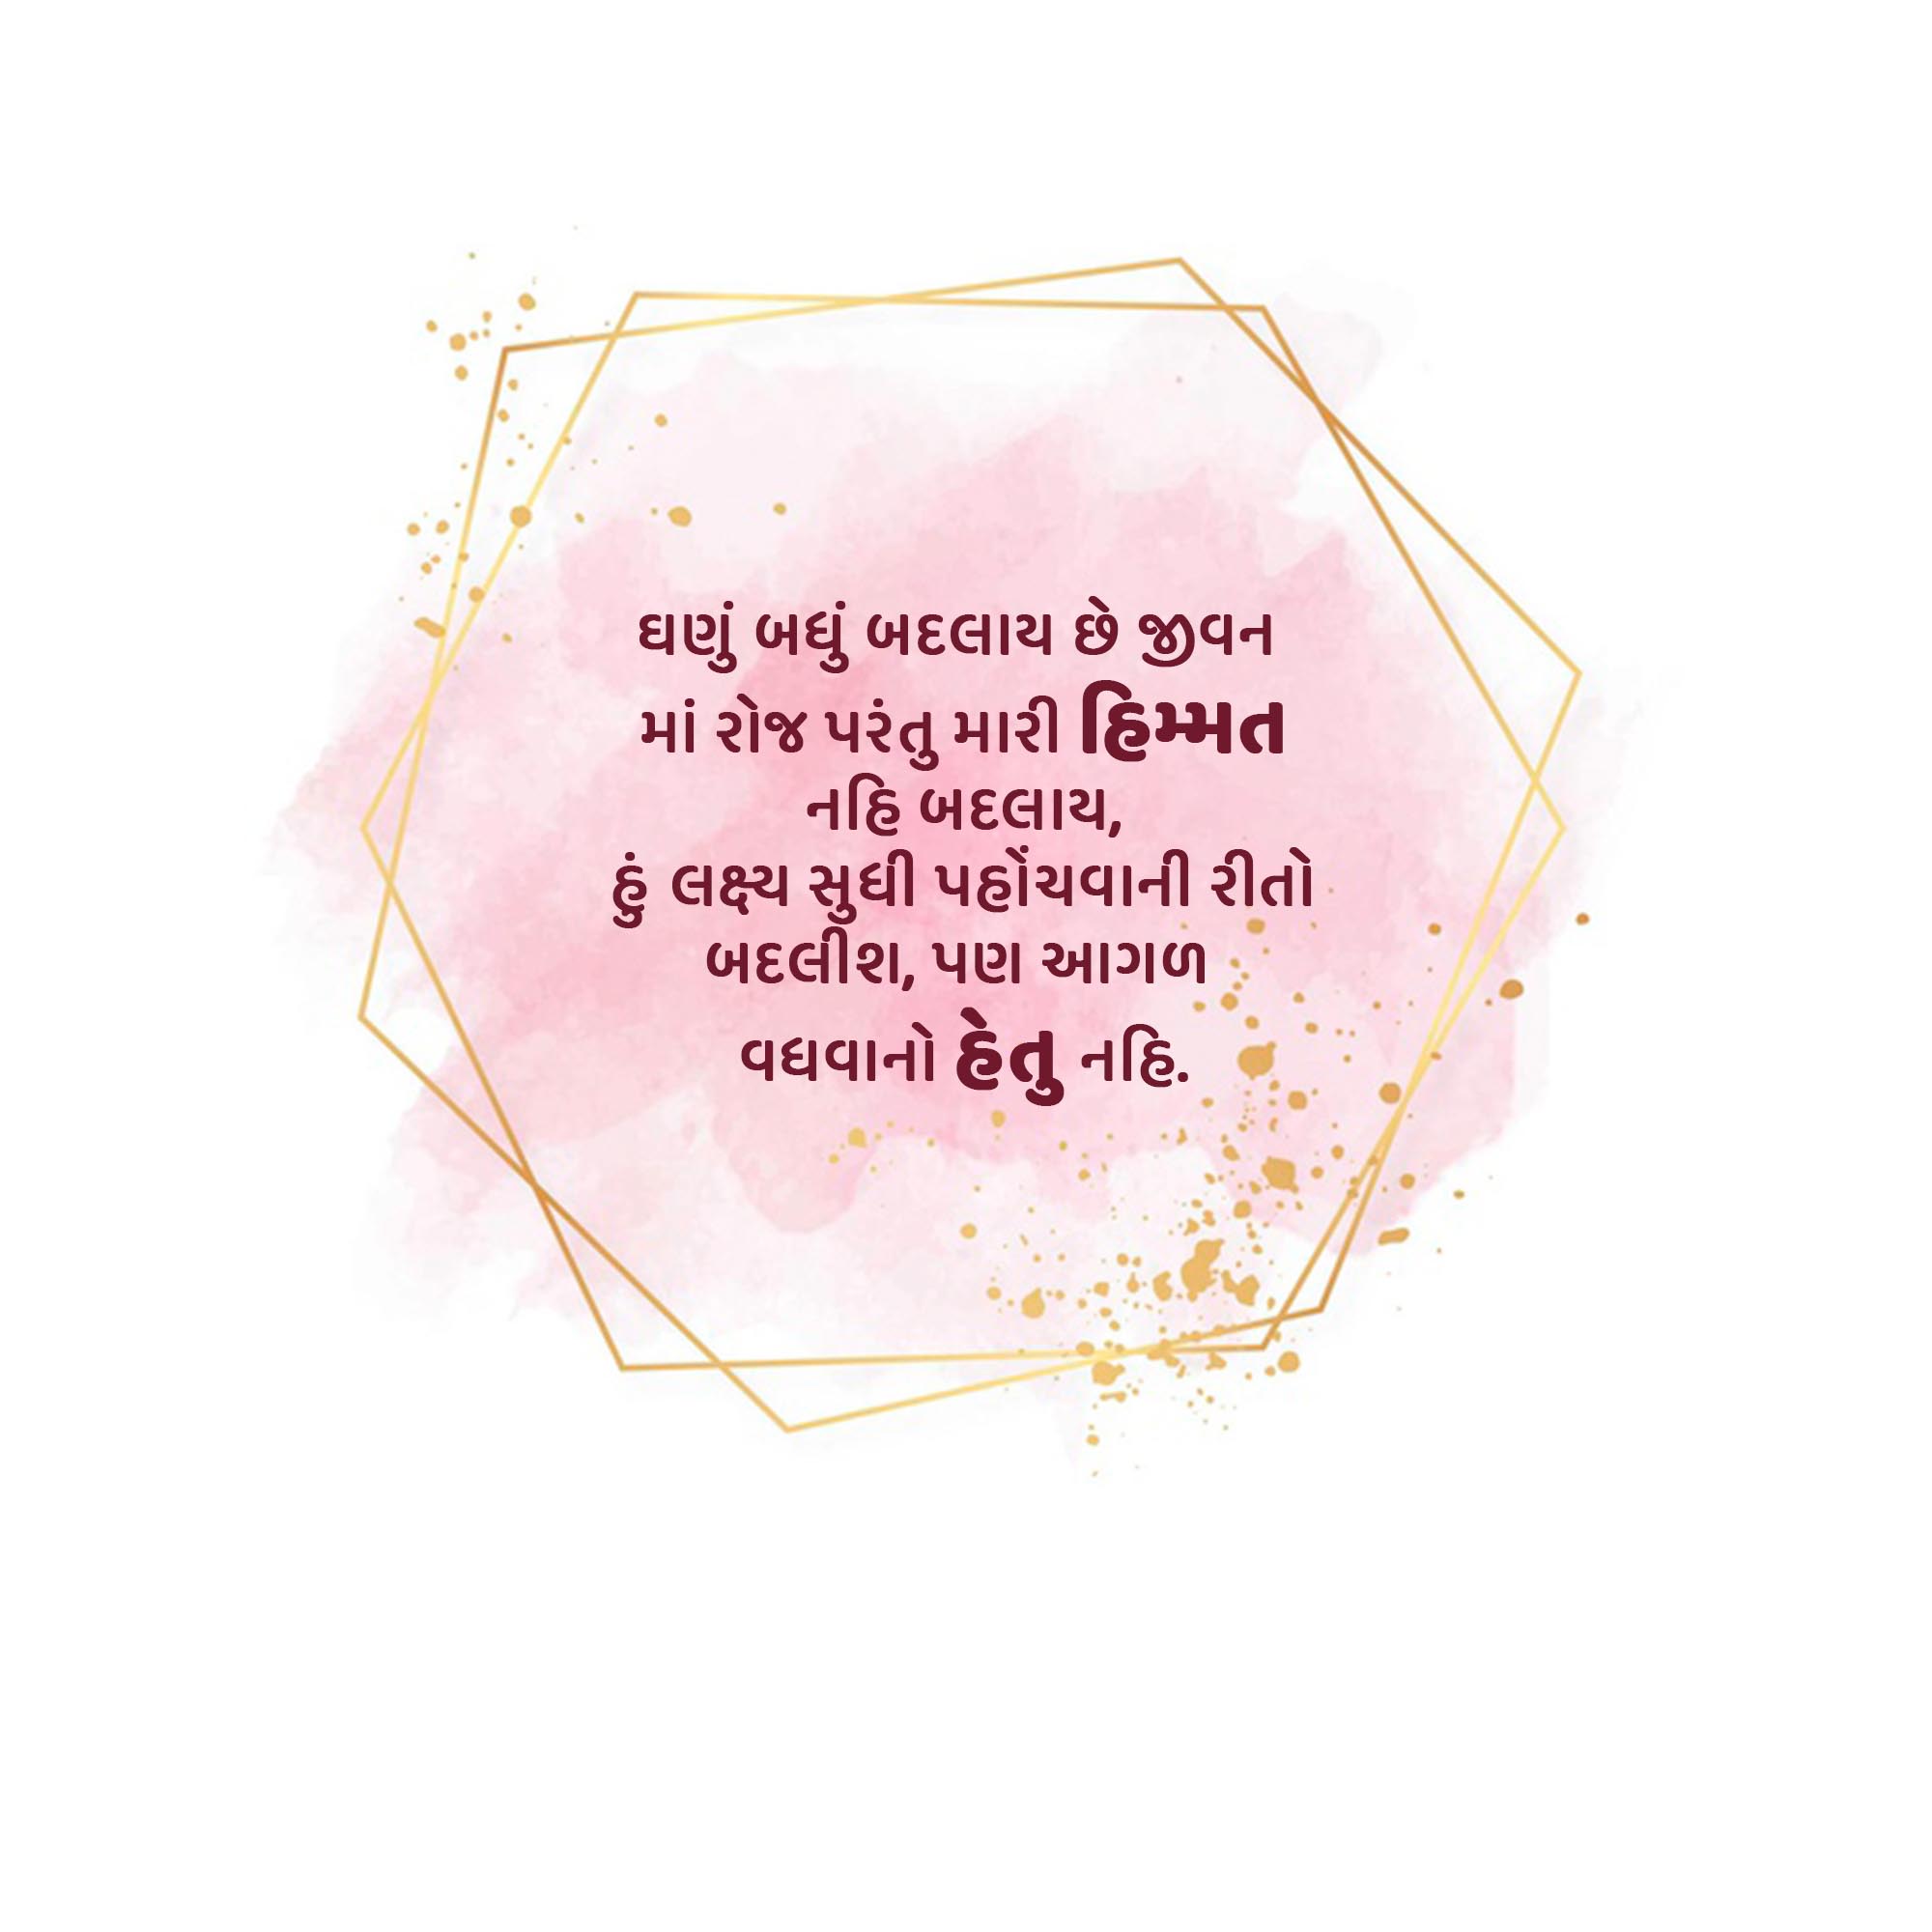 ઘણું બધું બદલાય છે જીવન
માં રોજ પરંતુ મારી હિમ્મત
નહિ બદલાય,
હું લક્ષ્ય સુધી પહોંચવાની રીતો
બદલીશ, પણ આગળ
વધવાનો હેતુ નહિ.